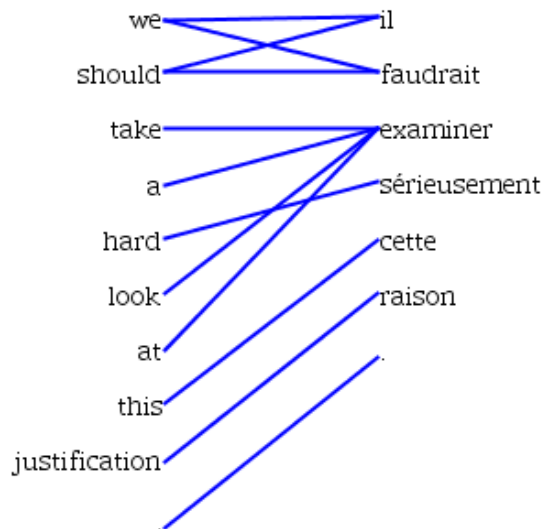 we il
should faudrait
take examiner
a sérieusement
hard cette
look raison
at .
this
justification
.